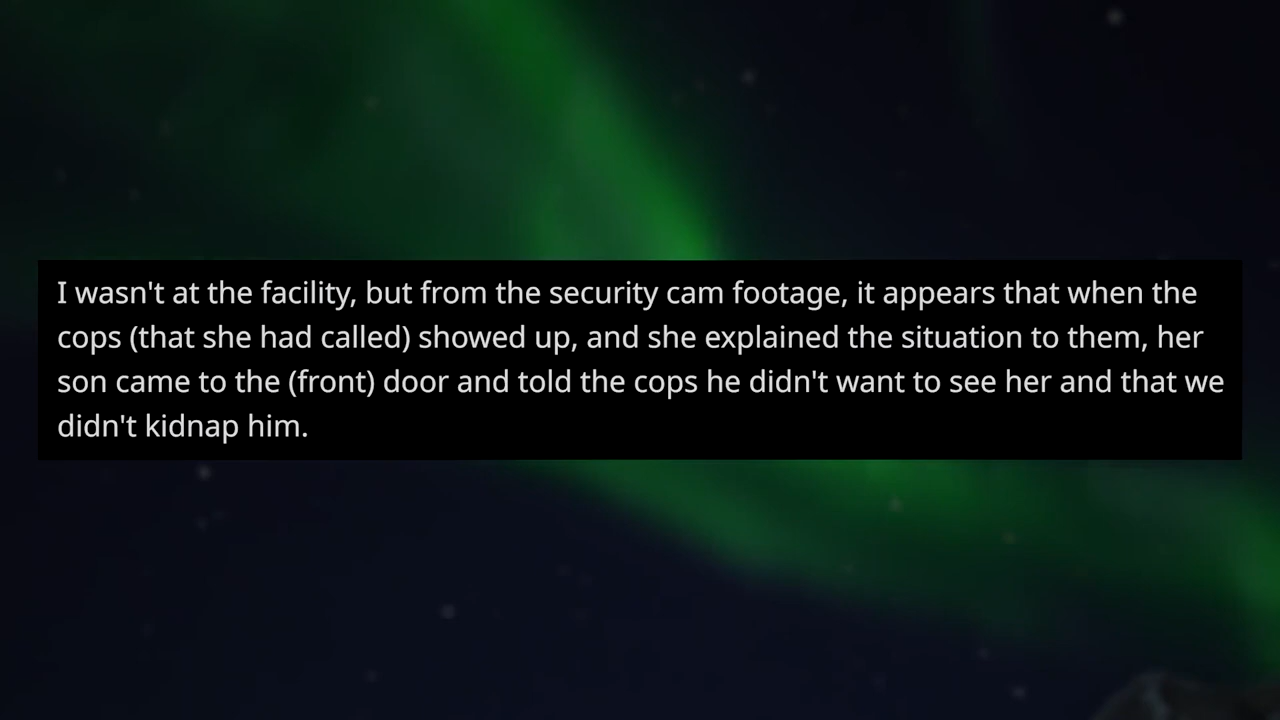 I wasn't at the facility, but from the security cam footage, it appears that when the
cops (that she had called) showed up, and she explained the situation to them, her
son came to the (front) door and told the cops he didn't want to see her and that we
didn't kidnap him.